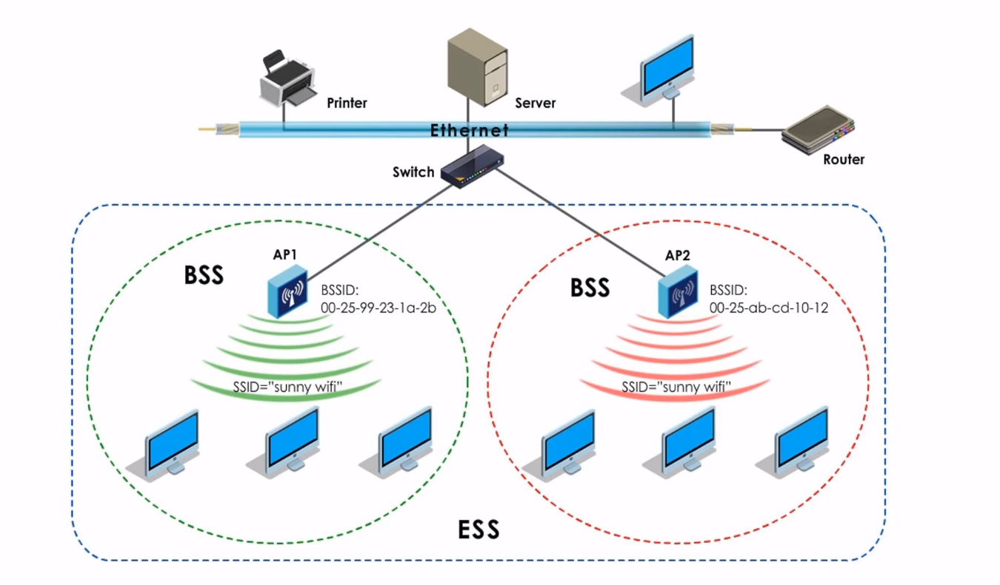 Printer
Server
Ethernet
Switch
Router
AP1
BSS
BSSID:
00-25-99-23-1a-2b
SSID="sunny wifi"
AP2
BSS
BSSID:
00-25-ab-cd-10-12
SSID="sunny wifi"
ESS